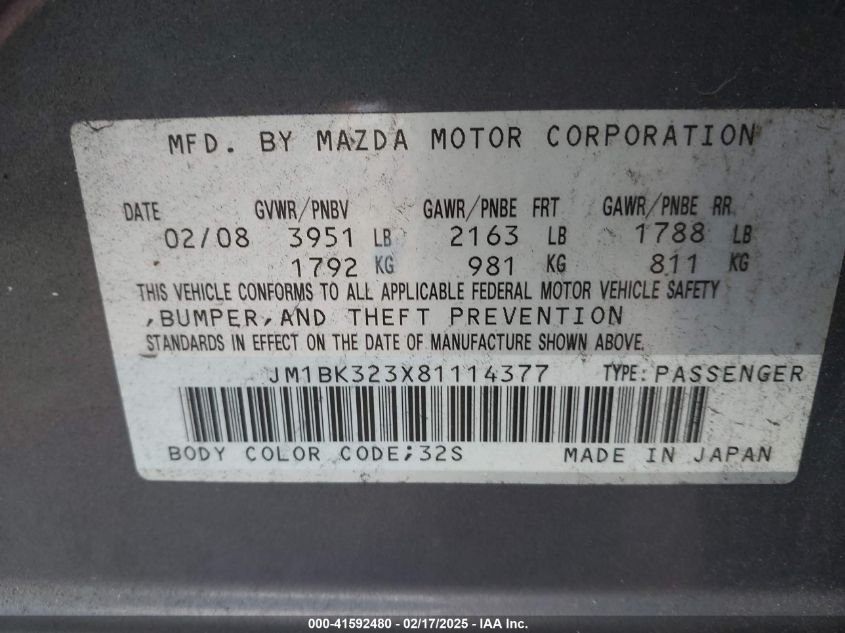 MFD. BY MAZDA MOTOR CORPORATION
DATE GVWR/PNBV GAWR/PNBE FRT GAWR/PNBE RR
02/08 3951 LB 2163 LB 1788 LB
1792 KG 981 KG 811 KG
THIS VEHICLE CONFORMS TO ALL APPLICABLE FEDERAL MOTOR VEHICLE SAFETY
,BUMPER,AND THEFT PREVENTION
STANDARDS IN EFFECT ON THE DATE OF MANUFACTURE SHOWN ABOVE.
JM1BK323X81114377 TYPE: PASSENGER
BODY COLOR CODE;32S MADE IN JAPAN
000-41592480 - 02/17/2025 - IAA Inc.